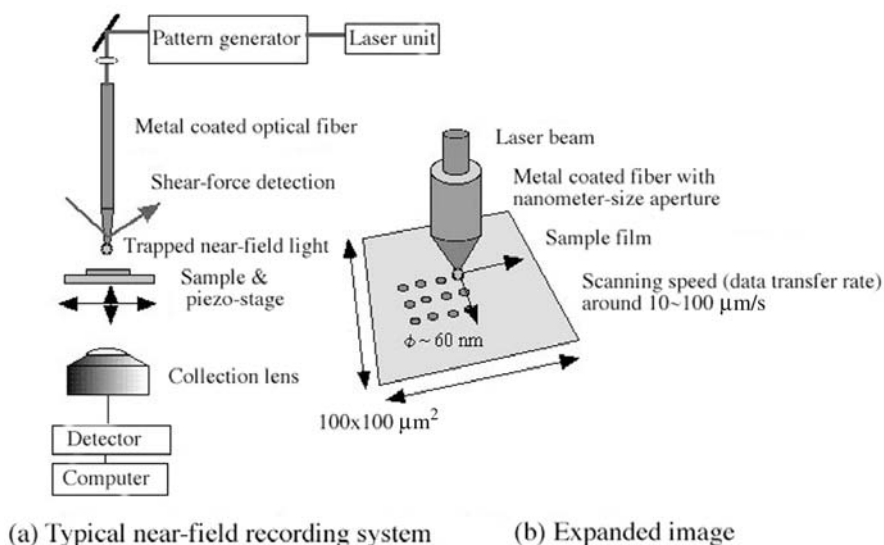 Pattern generator
Laser unit
Metal coated optical fiber
Shear-force detection
Trapped near-field light
Sample &
piezo-stage
Collection lens
Detector
Computer
(a) Typical near-field recording system
Laser beam
Metal coated fiber with
nanometer-size aperture
Sample film
Scanning speed (data transfer rate)
around 10~100 μm/s
ϕ ~ 60 nm
100x100 μm²
(b) Expanded image